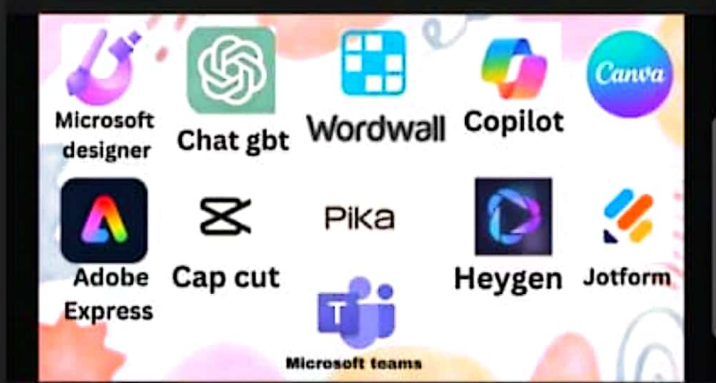 Microsoft
designer
Chat gbt
Wordwall
Copilot
Canva
Adobe
Express
Cap cut
Pika
Heygen
Jotform
T
Microsoft teams